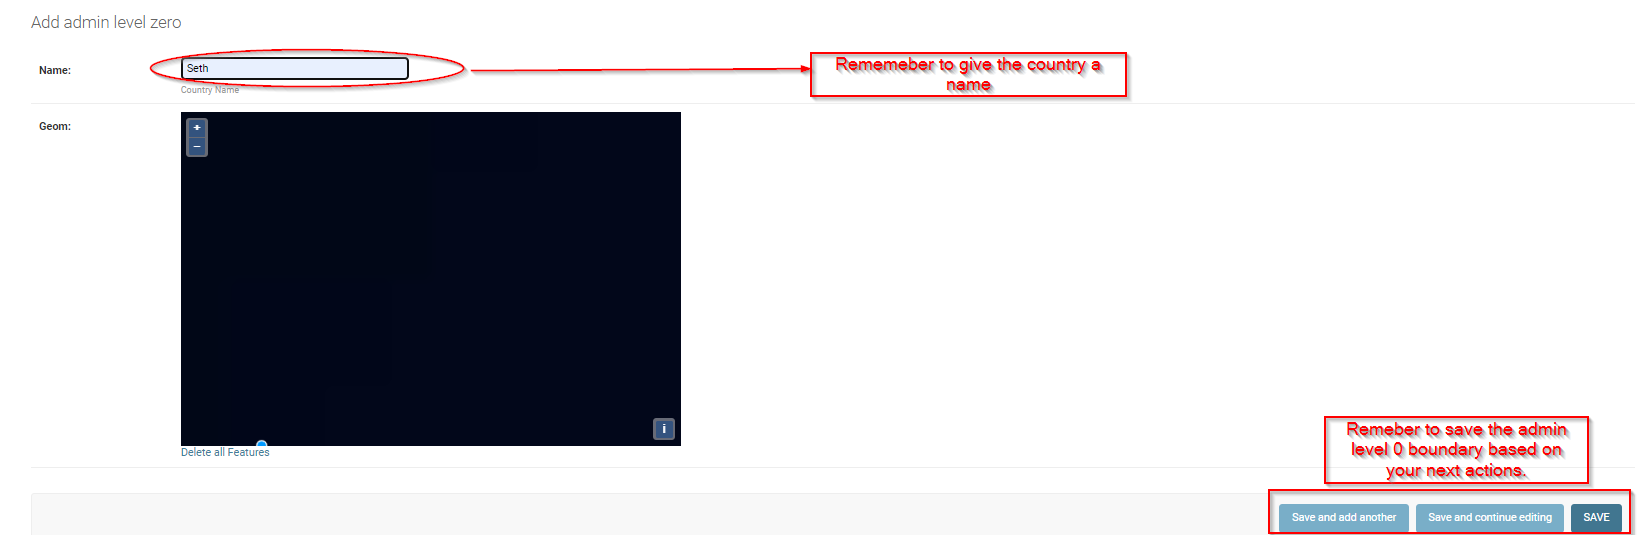 Add admin level zero
Name:
Seth
Country Name
Rememeber to give the country a
name
Geom:
+
−
i
Delete all Features
Remeber to save the admin
level 0 boundary based on
your next actions.
Save and add another
Save and continue editing
SAVE